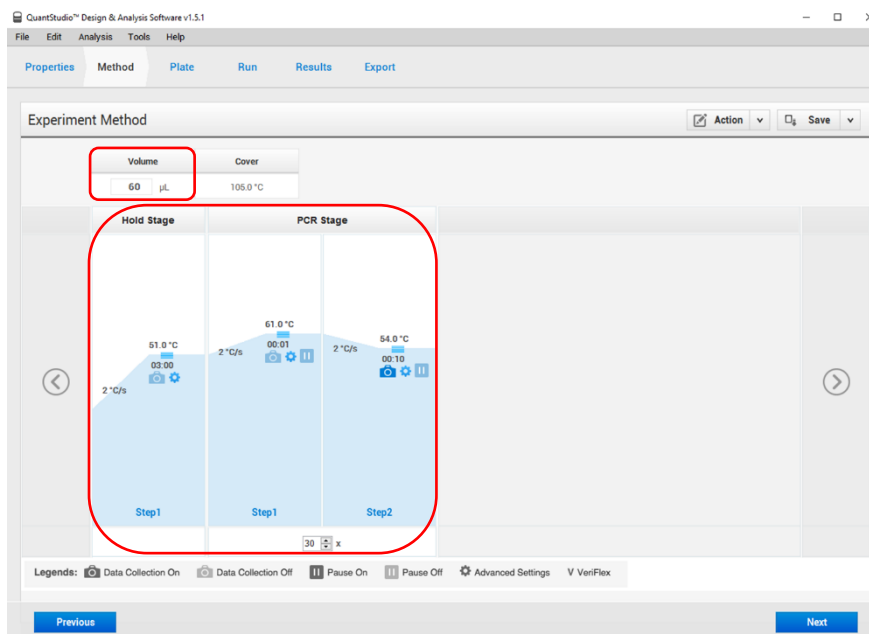 QuantStudio™ Design & Analysis Software v1.5.1
File Edit Analysis Tools Help
Properties Method Plate Run Results Export
Experiment Method
Action
Save
Volume Cover
60 µL 105.0 °C
Hold Stage PCR Stage
61.0 °C
51.0 °C
54.0 °C
2 °C/s
00:01
2 °C/s
03:00
00:10
2 °C/s
Step1 Step1 Step2
30 x
Legends: Data Collection On Data Collection Off Pause On Pause Off Advanced Settings V VeriFlex
Previous Next